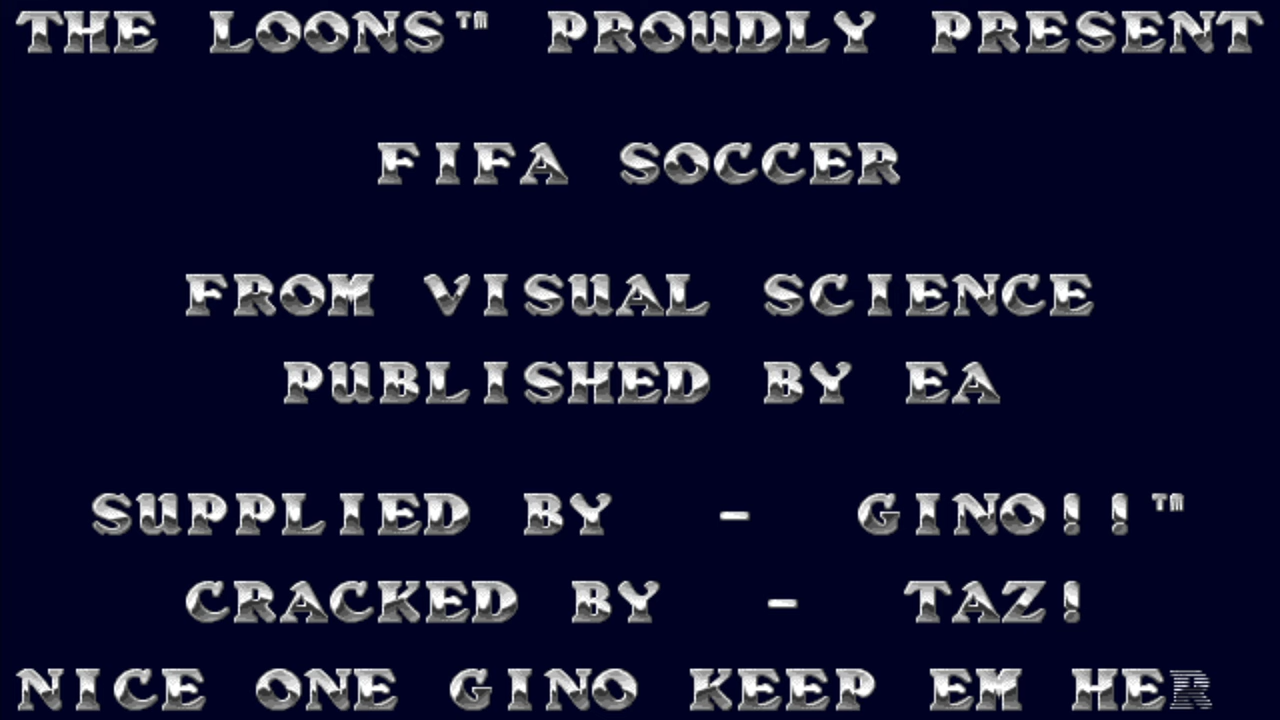 THE LOONS™ PROUDLY PRESENT
FIFA SOCCER
FROM VISUAL SCIENCE
PUBLISHED BY EA
SUPPLIED BY - GINO!!™
CRACKED BY - TAZ!
NICE ONE GINO KEEP EM HER